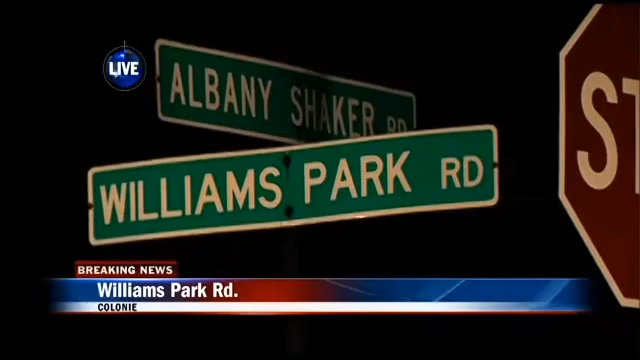 LIVE
ALBANY SHAKER RD
WILLIAMS PARK RD
ST
BREAKING NEWS
Williams Park Rd.
COLONIE